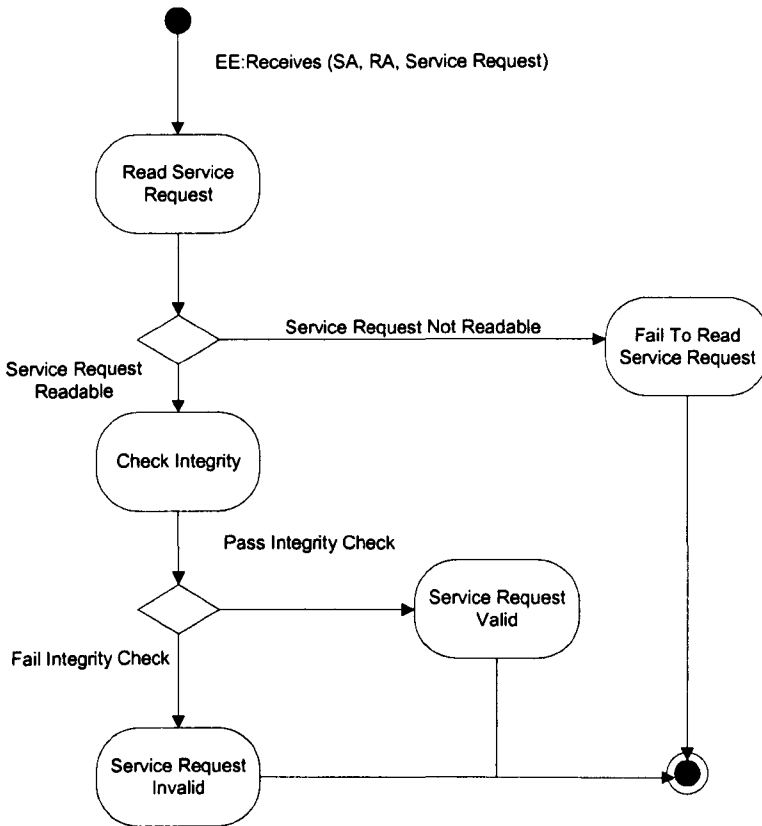 EE:Receives (SA, RA, Service Request)
Read Service
Request
Service Request Not Readable
Fail To Read
Service Request
Service Request
Readable
Check Integrity
Pass Integrity Check
Service Request
Valid
Fail Integrity Check
Service Request
Invalid